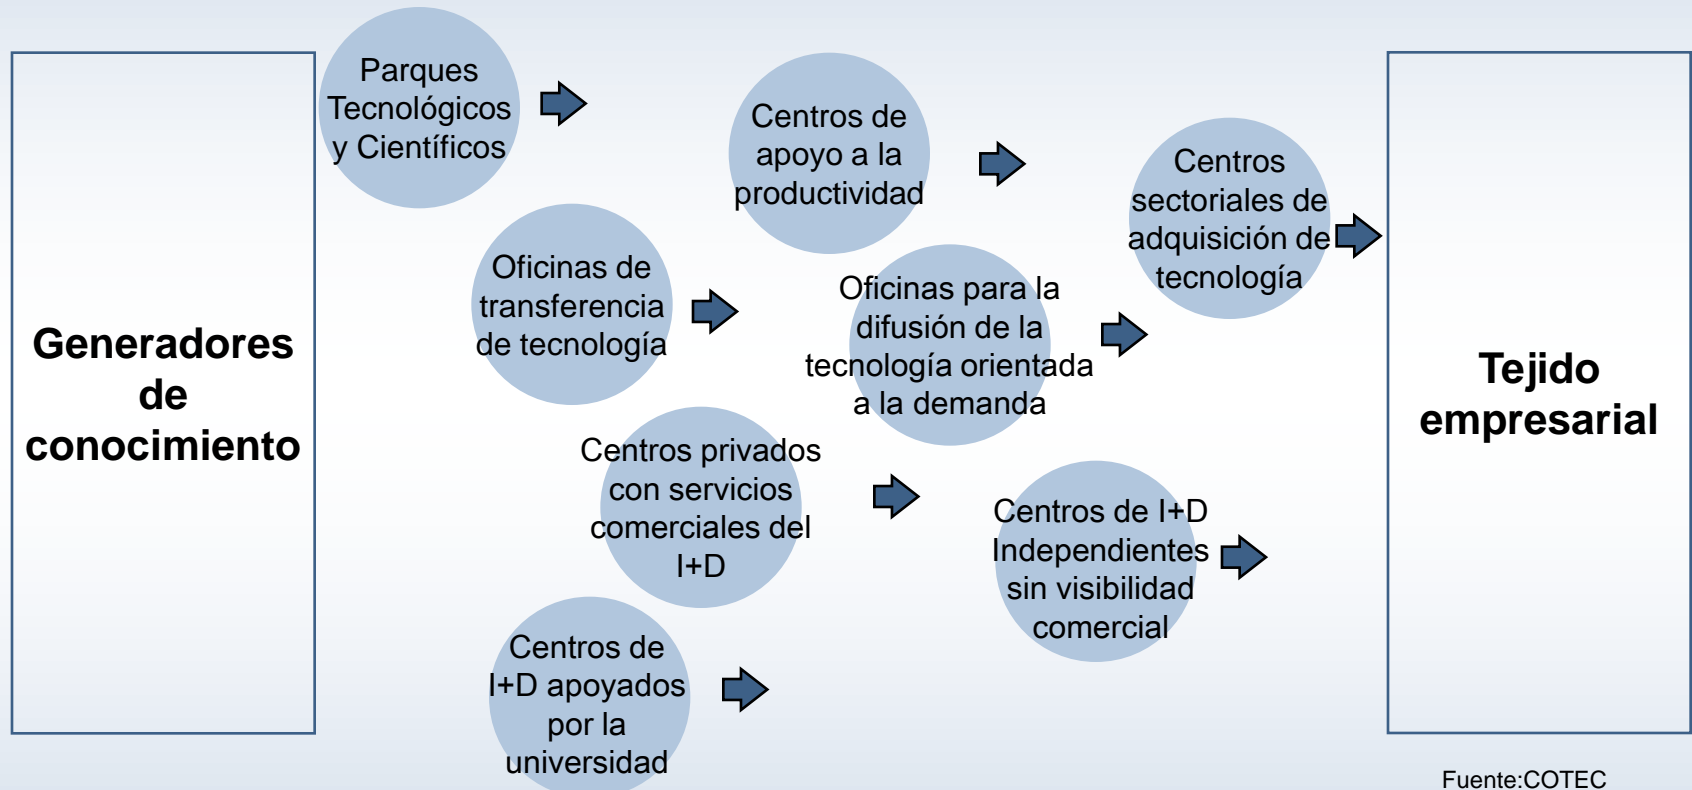 Generadores
de
conocimiento
Parques
Tecnológicos
y Científicos
Centros de
apoyo a la
productividad
Centros
sectoriales de
adquisición de
tecnología
Oficinas de
transferencia
de tecnología
Oficinas para la
difusión de la
tecnología orientada
a la demanda
Centros privados
con servicios
comerciales del
I+D
Centros de I+D
Independientes
sin visibilidad
comercial
Centros de
I+D apoyados
por la
universidad
Tejido
empresarial
Fuente:COTEC